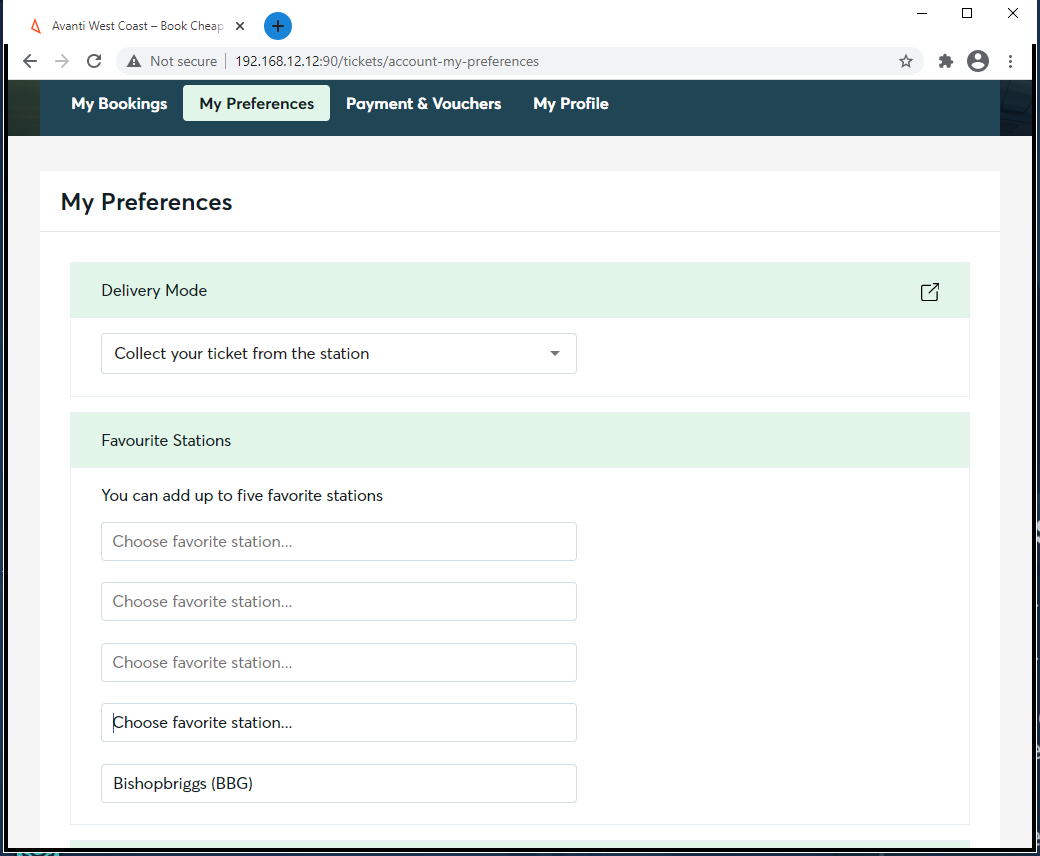 Avanti West Coast – Book Cheap
Not secure
192.168.12.12:90/tickets/account-my-preferences
My Bookings
My Preferences
Payment & Vouchers
My Profile
My Preferences
Delivery Mode
Collect your ticket from the station
Favourite Stations
You can add up to five favorite stations
Choose favorite station...
Choose favorite station...
Choose favorite station...
Choose favorite station...
Bishopbriggs (BBG)